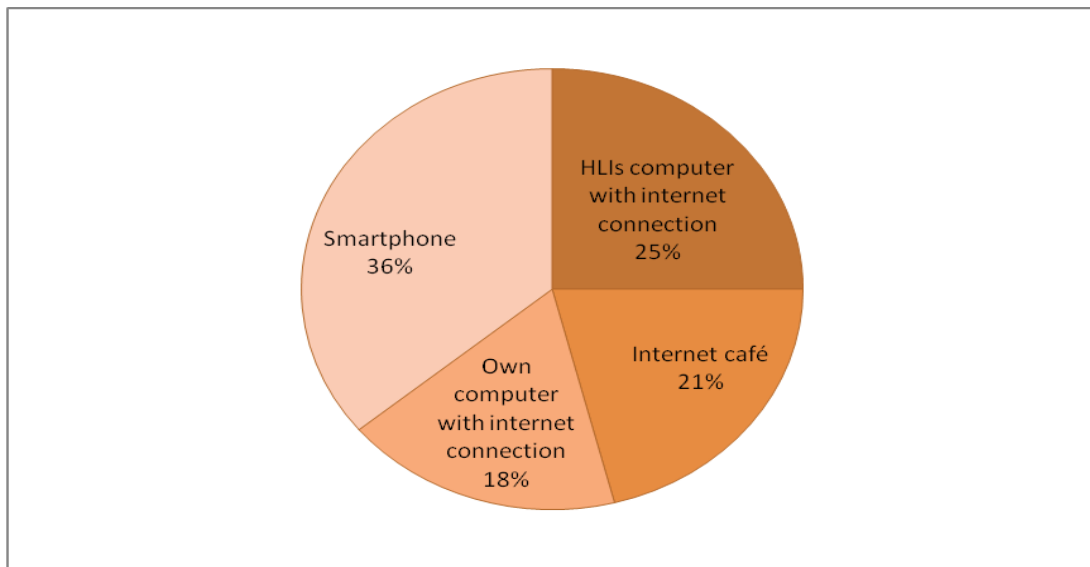 HLIs computer
with internet
connection
25%
Internet café
21%
Own
computer
with internet
connection
18%
Smartphone
36%